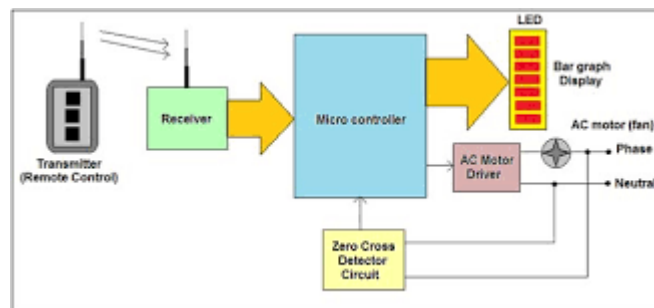 LED
Bar graph
Display
Micro controller
Receiver
Transmitter
(Remote Control)
AC motor (fan)
Phase
AC Motor
Driver
Neutral
Zero Cross
Detector
Circuit